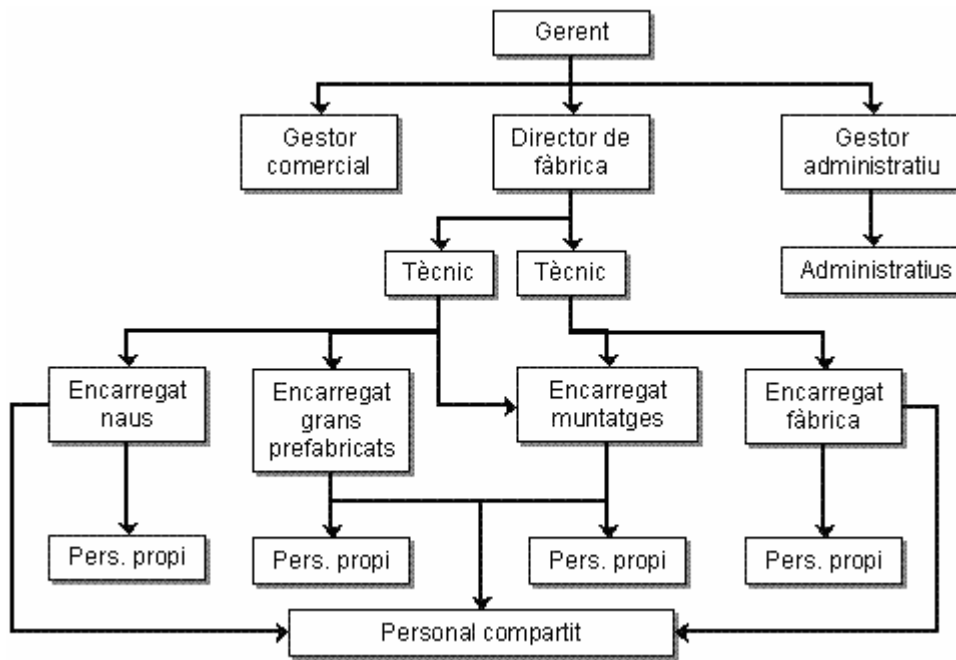 Gerent
Gestor
comercial
Director de
fàbrica
Gestor
administratiu
Tècnic
Tècnic
Administratius
Encarregat
naus
Encarregat
grans
prefabricats
Encarregat
muntatges
Encarregat
fàbrica
Pers. propi
Pers. propi
Pers. propi
Pers. propi
Personal compartit